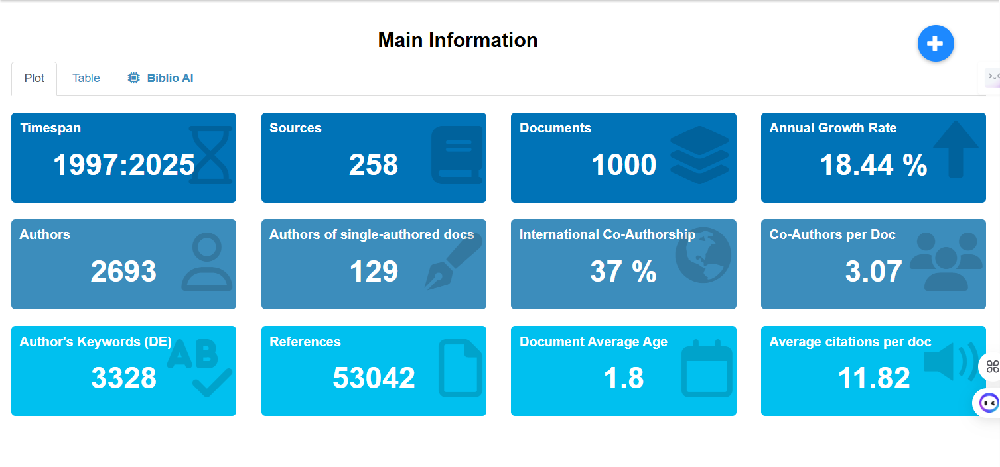 Main Information
Plot
Table
Biblio AI
Timespan
1997:2025
Sources
258
Documents
1000
Annual Growth Rate
18.44 %
Authors
2693
Authors of single-authored docs
129
International Co-Authorship
37 %
Co-Authors per Doc
3.07
Author's Keywords (DE)
3328
AB
References
53042
Document Average Age
1.8
Average citations per doc
11.82